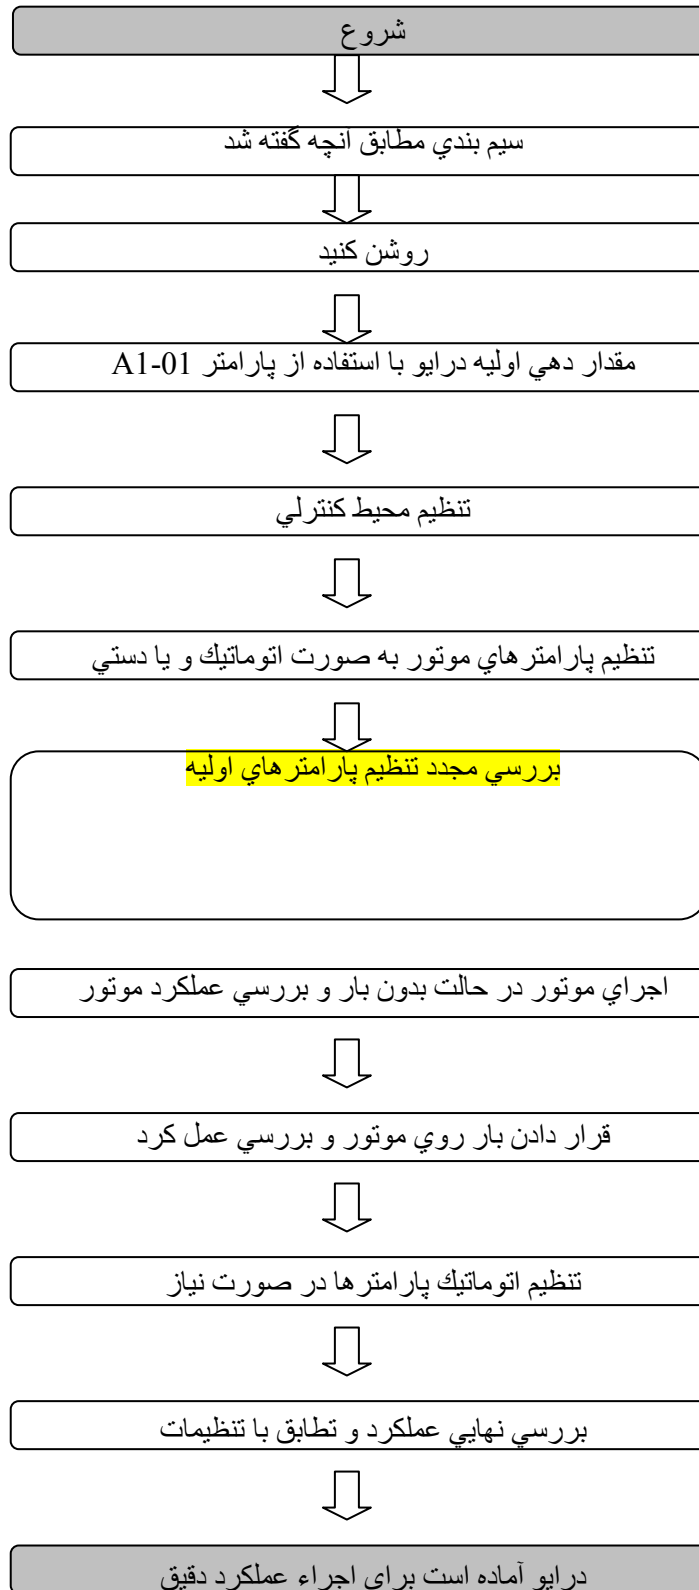 شروع
سيم بندي مطابق انچه گفته شد
روشن كنيد
مقدار دهي اوليه درايو با استفاده از پارامتر A1-01
تنظيم محيط كنترلي
تنظيم پارامترهاي موتور به صورت اتوماتيك و يا دستي
بررسي مجدد تنظيم پارامترهاي اوليه
اجراي موتور در حالت بدون بار و بررسي عملكرد موتور
قرار دادن بار روي موتور و بررسي عمل كرد
تنظيم اتوماتيك پارامترها در صورت نياز
بررسي نهايي عملكرد و تطابق با تنظيمات
درايو آماده است براي اجراء عملكرد دقيق